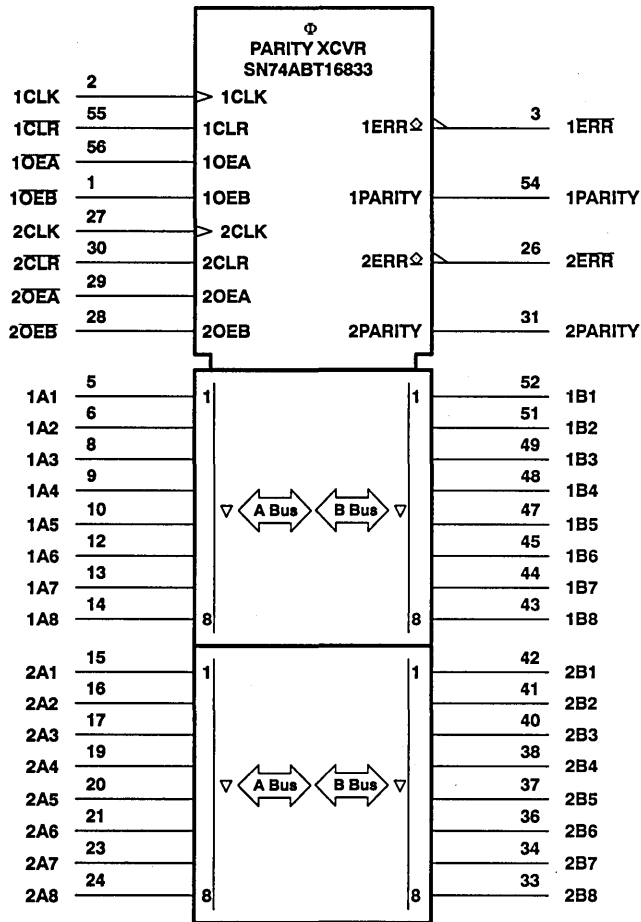 Φ
PARITY XCVR
SN74ABT16833
1CLK 2 1CLK
1CLR 55 1CLR 1ERR 3 1ERR
1OEA 56 1OEA
1OEB 1 1OEB 1PARITY 54 1PARITY
2CLK 27 2CLK
2CLR 30 2CLR 2ERR 26 2ERR
2OEA 29 2OEA
2OEB 28 2OEB 2PARITY 31 2PARITY
1A1 5 1 1 52 1B1
1A2 6 51 1B2
1A3 8 49 1B3
1A4 9 48 1B4
A Bus B Bus
1A5 10 47 1B5
1A6 12 45 1B6
1A7 13 44 1B7
1A8 14 8 8 43 1B8
2A1 15 1 1 42 2B1
2A2 16 41 2B2
2A3 17 40 2B3
2A4 19 38 2B4
A Bus B Bus
2A5 20 37 2B5
2A6 21 36 2B6
2A7 23 34 2B7
2A8 24 8 8 33 2B8